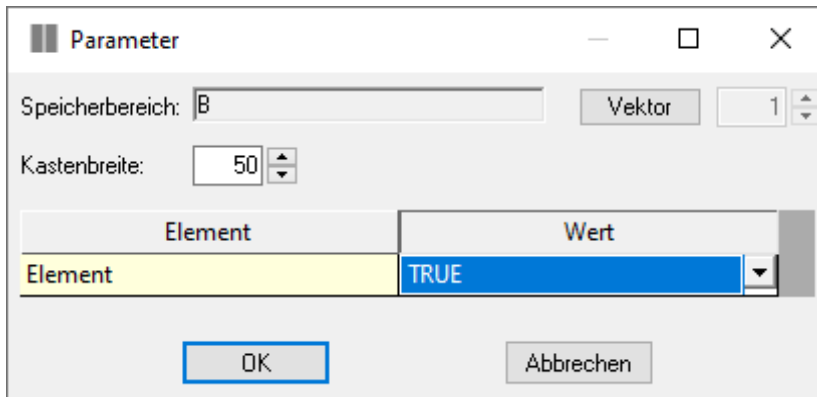 Parameter
Speicherbereich: B Vektor 1
Kastenbreite: 50
Element Wert
Element TRUE
OK Abbrechen